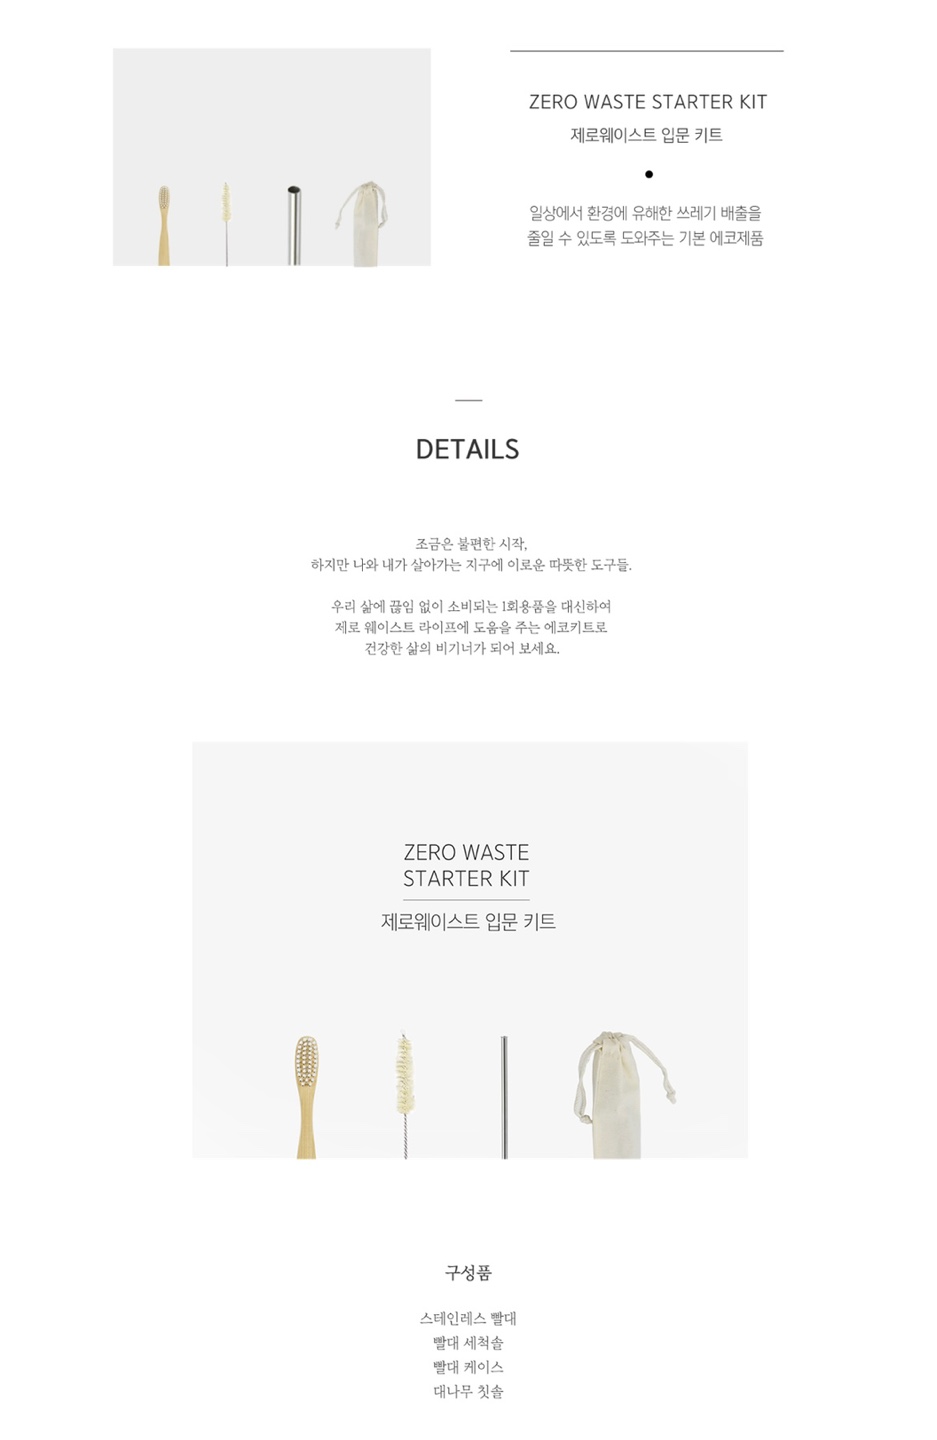 ZERO WASTE STARTER KIT
제로웨이스트 입문 키트
일상에서 환경에 유해한 쓰레기 배출을
줄일 수 있도록 도와주는 기본 에코제품
DETAILS
조금은 불편한 시작,
하지만 나와 내가 살아가는 지구에 이로운 따뜻한 도구들.
우리 삶에 끊임 없이 소비되는 1회용품을 대신하여
제로 웨이스트 라이프에 도움을 주는 에코키트로
건강한 삶의 비기너가 되어 보세요.
ZERO WASTE
STARTER KIT
제로웨이스트 입문 키트
구성품
스테인레스 빨대
빨대 세척솔
빨대 케이스
대나무 칫솔